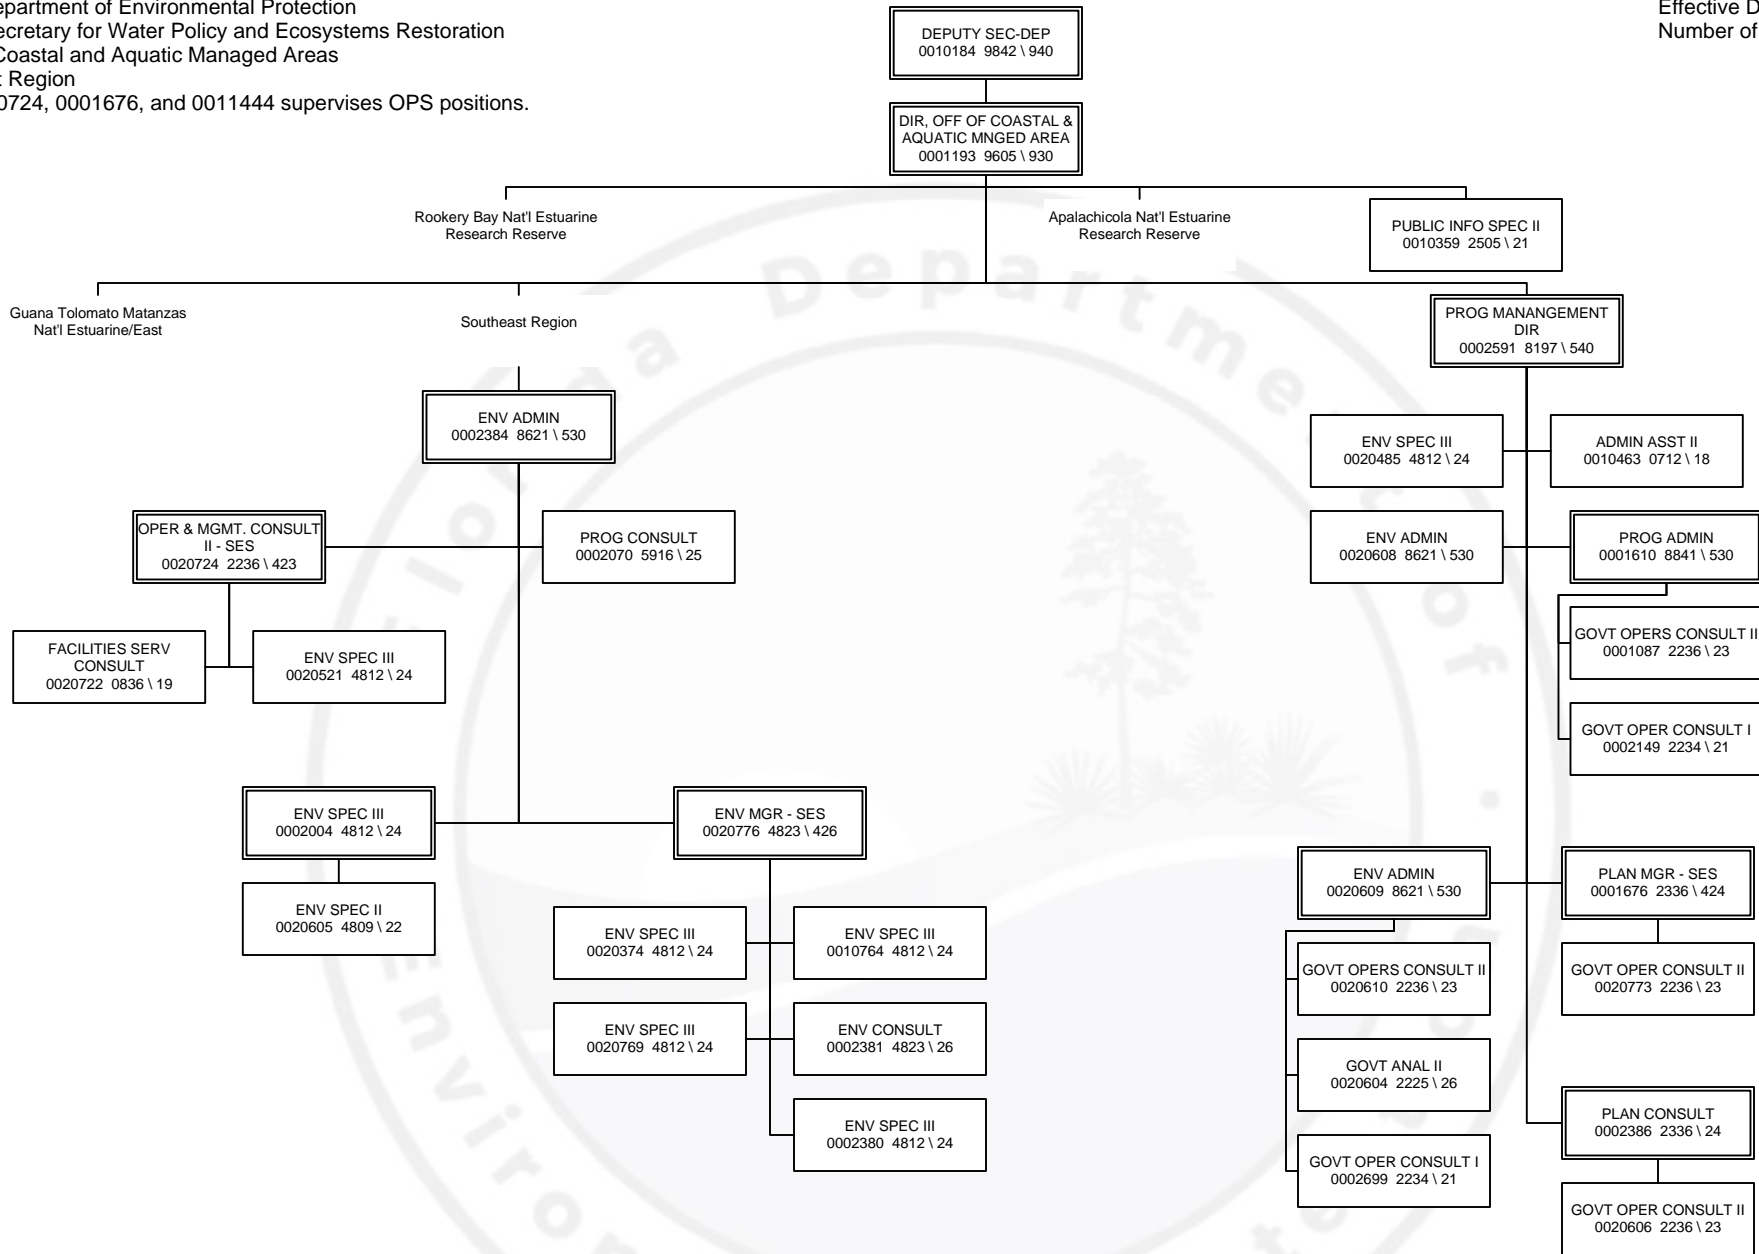 epartment of Environmental Protection
ecretary for Water Policy and Ecosystems Restoration
Coastal and Aquatic Managed Areas
t Region
0724, 0001676, and 0011444 supervises OPS positions.
Effective D
Number of
DEPUTY SEC-DEP
0010184 9842 \ 940
DIR, OFF OF COASTAL &
AQUATIC MNGED AREA
0001193 9605 \ 930
Rookery Bay Nat'l Estuarine
Research Reserve
Apalachicola Nat'l Estuarine
Research Reserve
PUBLIC INFO SPEC II
0010359 2505 \ 21
Guana Tolomato Matanzas
Nat'l Estuarine/East
Southeast Region
PROG MANANGEMENT
DIR
0002591 8197 \ 540
ENV ADMIN
0002384 8621 \ 530
ENV SPEC III
0020485 4812 \ 24
ADMIN ASST II
0010463 0712 \ 18
OPER & MGMT. CONSULT
II - SES
0020724 2236 \ 423
PROG CONSULT
0002070 5916 \ 25
ENV ADMIN
0020608 8621 \ 530
PROG ADMIN
0001610 8841 \ 530
FACILITIES SERV
CONSULT
0020722 0836 \ 19
ENV SPEC III
0020521 4812 \ 24
GOVT OPERS CONSULT II
0001087 2236 \ 23
GOVT OPER CONSULT I
0002149 2234 \ 21
ENV SPEC III
0002004 4812 \ 24
ENV MGR - SES
0020776 4823 \ 426
ENV SPEC II
0020605 4809 \ 22
ENV ADMIN
0020609 8621 \ 530
PLAN MGR - SES
0001676 2336 \ 424
ENV SPEC III
0020374 4812 \ 24
ENV SPEC III
0010764 4812 \ 24
GOVT OPERS CONSULT II
0020610 2236 \ 23
GOVT OPER CONSULT II
0020773 2236 \ 23
ENV SPEC III
0020769 4812 \ 24
ENV CONSULT
0002381 4823 \ 26
GOVT ANAL II
0020604 2225 \ 26
ENV SPEC III
0002380 4812 \ 24
PLAN CONSULT
0002386 2336 \ 24
GOVT OPER CONSULT I
0002699 2234 \ 21
GOVT OPER CONSULT II
0020606 2236 \ 23
Department of
Enviro